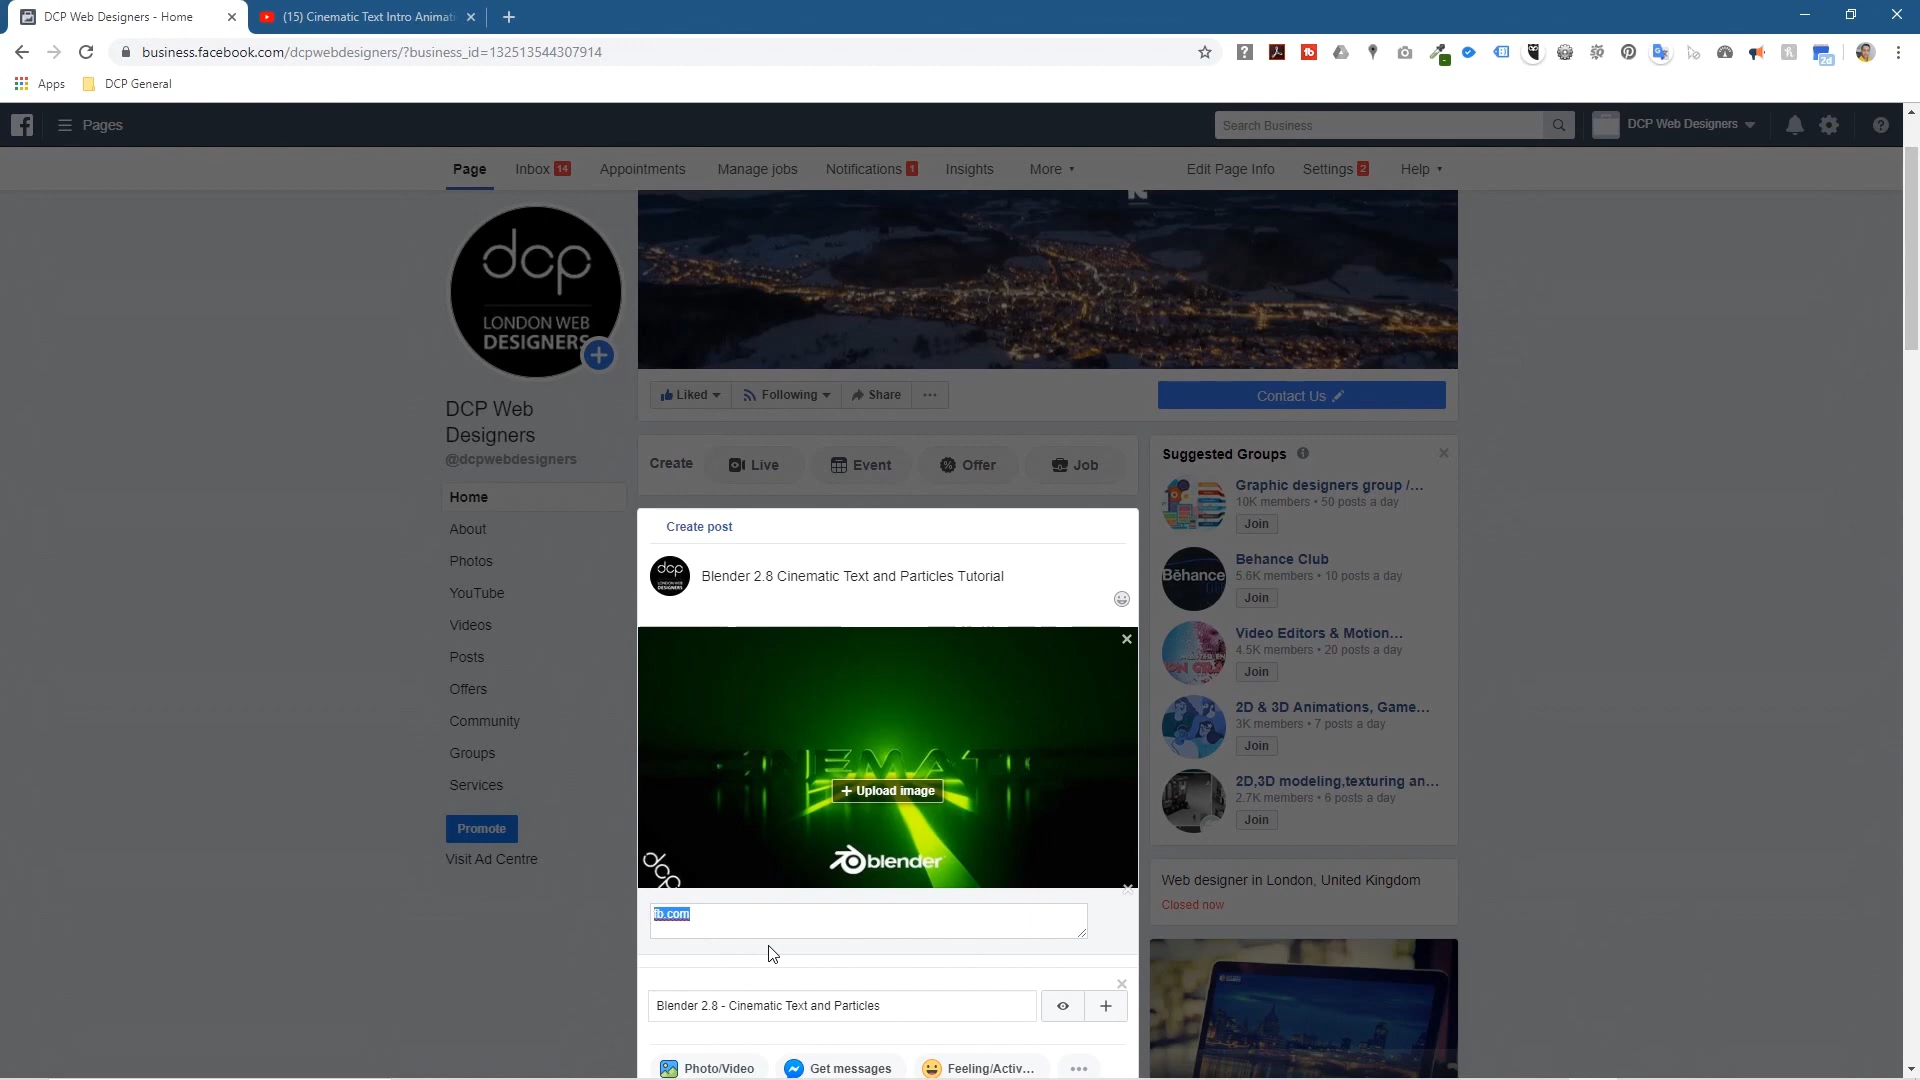 DCP Web Designers - Home
(15) Cinematic Text Intro Animati
business.facebook.com/dcpwebdesigners/?business_id=132513544307914
2d
Apps
DCP General
Pages
Search Business
DCP Web Designers
Page
Inbox 14
Appointments
Manage jobs
Notifications 1
Insights
More
Edit Page Info
Settings 2
Help
dcp
LONDON WEB
DESIGNERS
DCP Web
Designers
@dcpwebdesigners
Home
About
Photos
YouTube
Videos
Posts
Offers
Community
Groups
Services
Promote
Visit Ad Centre
Liked
Following
Share
Contact Us
Create
Live
Event
Offer
Job
Create post
dcp
LONDON WEB
DESIGNERS
Blender 2.8 Cinematic Text and Particles Tutorial
CINEMATIC
+ Upload image
dcp
blender
fb.com
Blender 2.8 - Cinematic Text and Particles
Photo/Video
Get messages
Feeling/Activ...
Suggested Groups
Graphic designers group /...
10K members • 50 posts a day
Join
Behance
Behance Club
5.6K members • 10 posts a day
Join
Video Editors & Motion...
4.5K members • 20 posts a day
Join
2D & 3D Animations, Game...
3K members • 7 posts a day
Join
2D,3D modeling,texturing an...
2.7K members • 6 posts a day
Join
Web designer in London, United Kingdom
Closed now